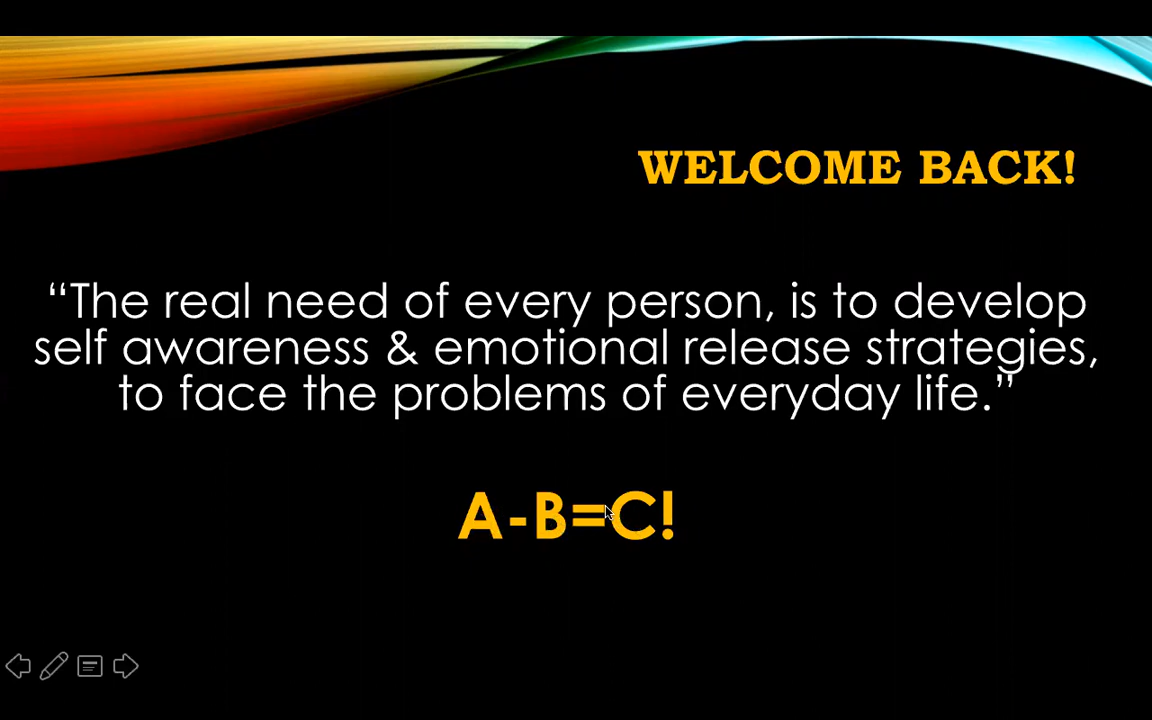 WELCOME BACK!
“The real need of every person, is to develop
self awareness & emotional release strategies,
to face the problems of everyday life.”
A-B=C!